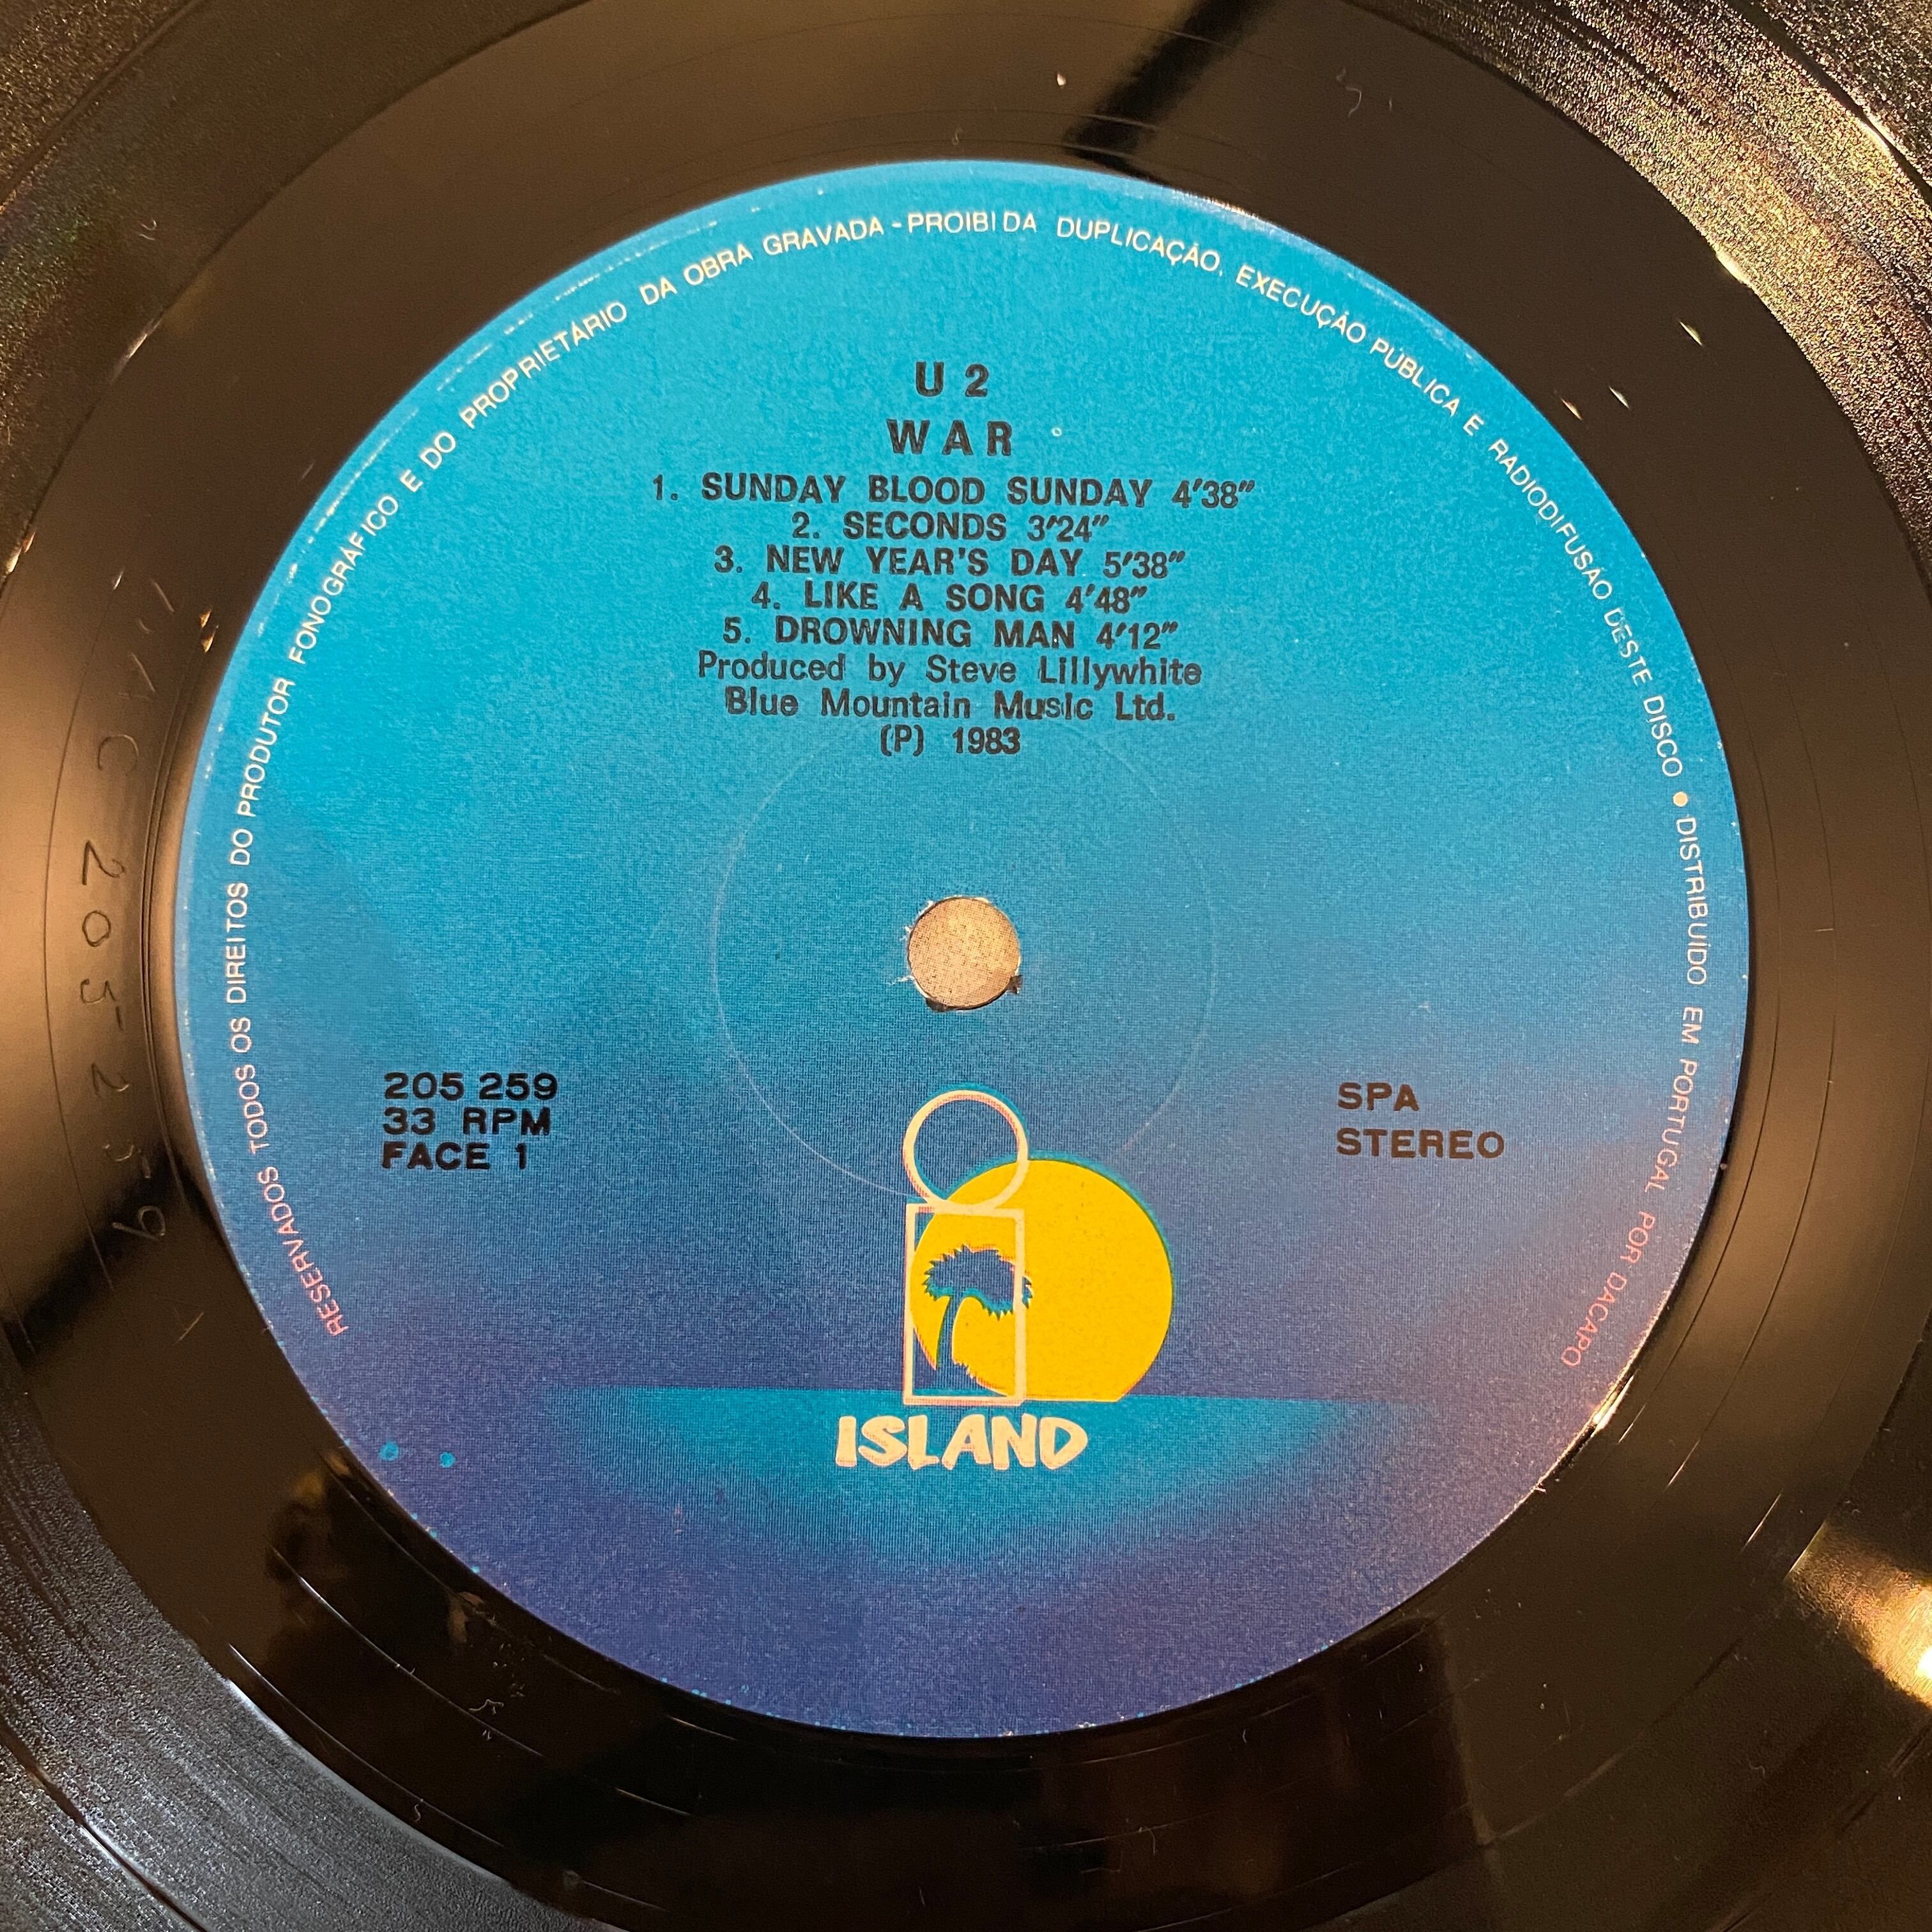 RESERVADOS TODOS OS DIREITOS DO PRODUTOR FONOGRÁFICO E DO PROPRIETÁRIO DA OBRA GRAVADA - PROIBIDA DUPLICAÇÃO. EXECUÇÃO PÚBLICA E RADIODIFUSÃO DESTE DISCO • DISTRIBUÍDO EM PORTUGAL POR DACAPO
U 2
WAR
1. SUNDAY BLOOD SUNDAY 4'38"
2. SECONDS 3'24"
3. NEW YEAR'S DAY 5'38"
4. LIKE A SONG 4'48"
5. DROWNING MAN 4'12"
Produced by Steve Lillywhite
Blue Mountain Music Ltd.
(P) 1983
205 259
33 RPM
FACE 1
SPA
STEREO
ISLAND